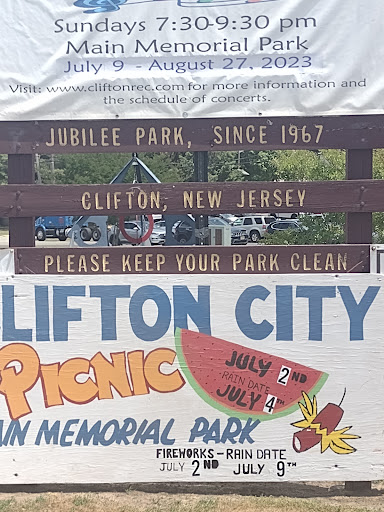 Sundays 7:30-9:30 pm
Main Memorial Park
July 9 - August 27, 2023
Visit: www.cliftonrec.com for more information and
the schedule of concerts.
JUBILEE PARK, SINCE 1967
CLIFTON, NEW JERSEY
PLEASE KEEP YOUR PARK CLEAN
LIFTON CITY
PICNIC
JULY 2ND
RAIN DATE
JULY 4TH
AIN MEMORIAL PARK
FIREWORKS - RAIN DATE
JULY 2ND JULY 9TH